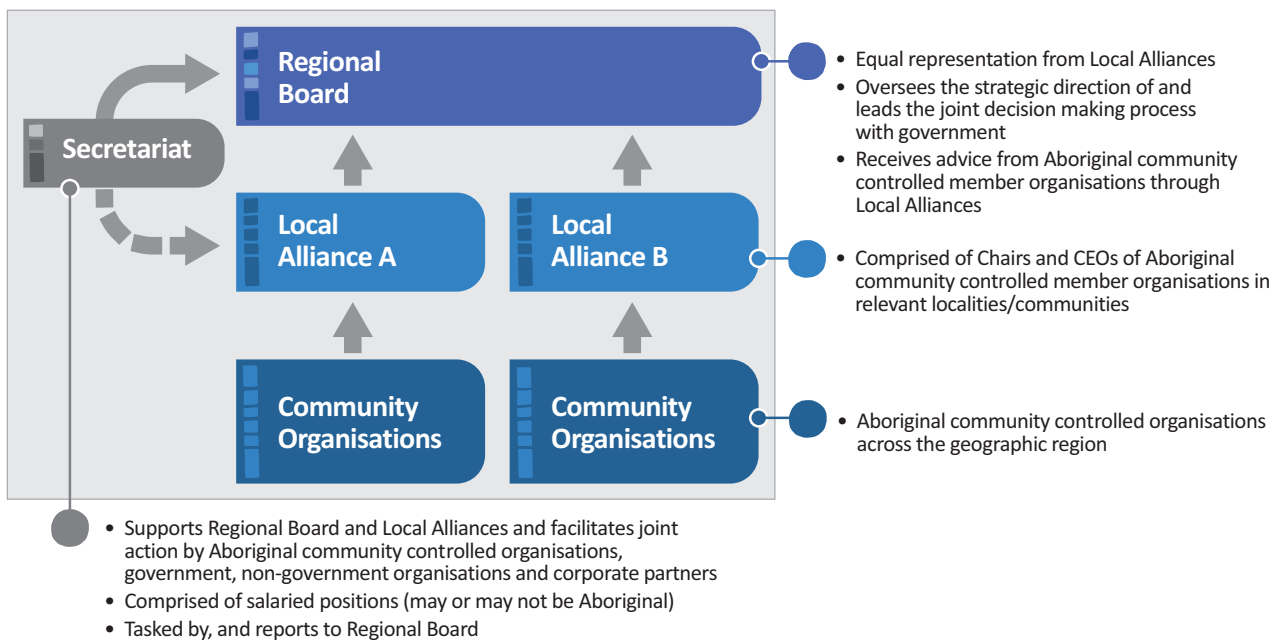 Regional
Board
• Equal representation from Local Alliances
• Oversees the strategic direction of and
leads the joint decision making process
with government
• Receives advice from Aboriginal community
controlled member organisations through
Local Alliances
Secretariat
Local
Alliance A
Local
Alliance B
• Comprised of Chairs and CEOs of Aboriginal
community controlled member organisations in
relevant localities/communities
Community
Organisations
Community
Organisations
• Aboriginal community controlled organisations
across the geographic region
• Supports Regional Board and Local Alliances and facilitates joint
action by Aboriginal community controlled organisations,
government, non-government organisations and corporate partners
• Comprised of salaried positions (may or may not be Aboriginal)
• Tasked by, and reports to Regional Board